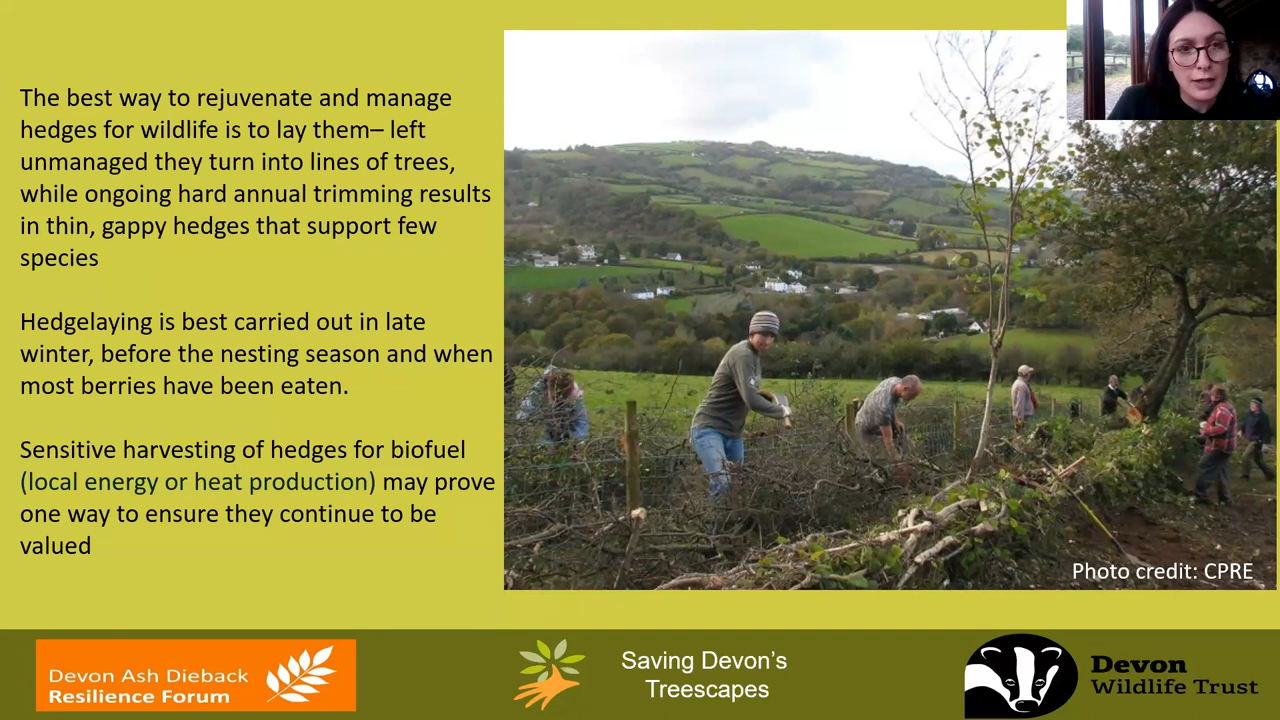 The best way to rejuvenate and manage
hedges for wildlife is to lay them– left
unmanaged they turn into lines of trees,
while ongoing hard annual trimming results
in thin, gappy hedges that support few
species
Hedgelaying is best carried out in late
winter, before the nesting season and when
most berries have been eaten.
Sensitive harvesting of hedges for biofuel
(local energy or heat production) may prove
one way to ensure they continue to be
valued
Photo credit: CPRE
Devon Ash Dieback
Resilience Forum
Saving Devon’s
Treescapes
Devon
Wildlife Trust